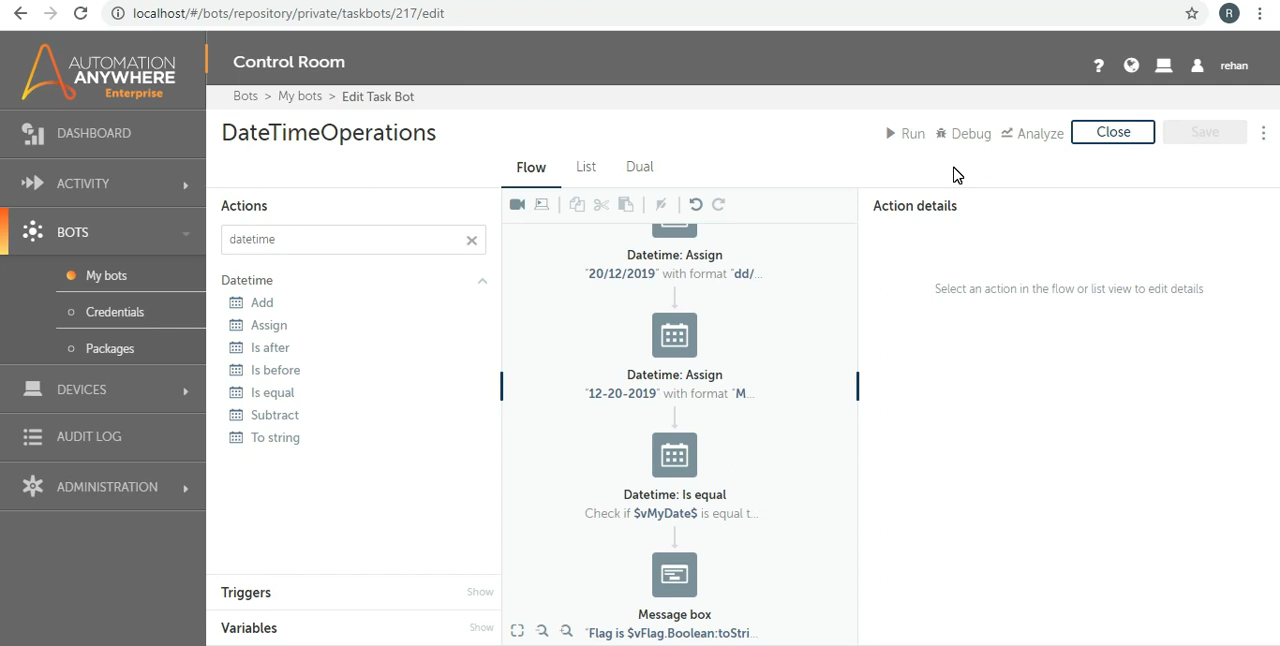 localhost/#/bots/repository/private/taskbots/217/edit
R
AUTOMATION
ANYWHERE
Enterprise
Control Room
? rehan
Bots > My bots > Edit Task Bot
DASHBOARD
ACTIVITY
BOTS
My bots
Credentials
Packages
DEVICES
AUDIT LOG
ADMINISTRATION
DateTimeOperations
Run Debug Analyze Close Save
Flow List Dual
Actions
datetime
Datetime
Add
Assign
Is after
Is before
Is equal
Subtract
To string
Triggers Show
Variables Show
Datetime: Assign
"20/12/2019" with format "dd/...
Datetime: Assign
"12-20-2019" with format "M...
Datetime: Is equal
Check if $vMyDate$ is equal t...
Message box
"Flag is $vFlag.Boolean:toStri...
Action details
Select an action in the flow or list view to edit details